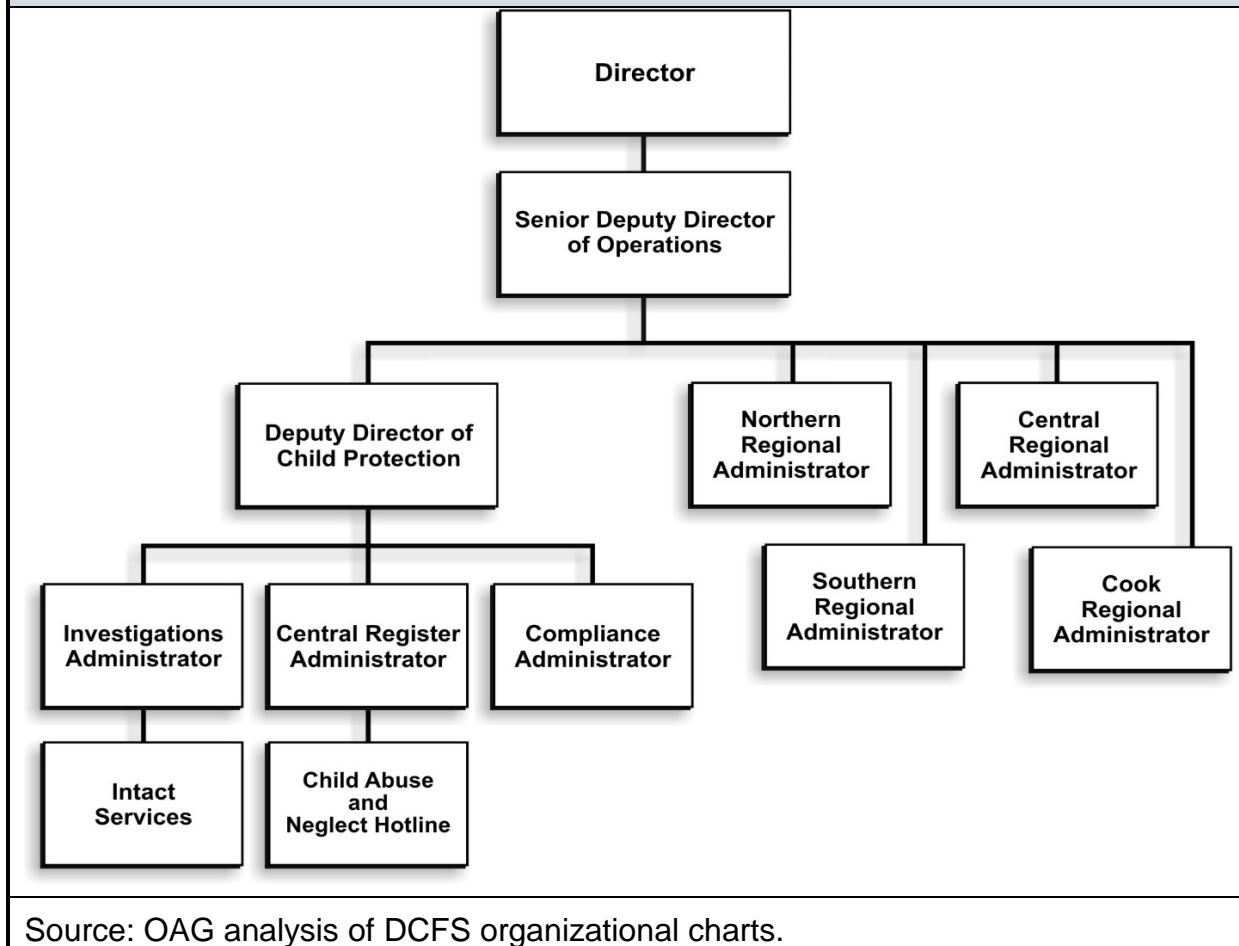 Director
Senior Deputy Director
of Operations
Deputy Director of
Child Protection
Northern
Regional
Administrator
Central
Regional
Administrator
Southern
Regional
Administrator
Cook
Regional
Administrator
Investigations
Administrator
Central Register
Administrator
Compliance
Administrator
Intact
Services
Child Abuse
and
Neglect Hotline
Source: OAG analysis of DCFS organizational charts.